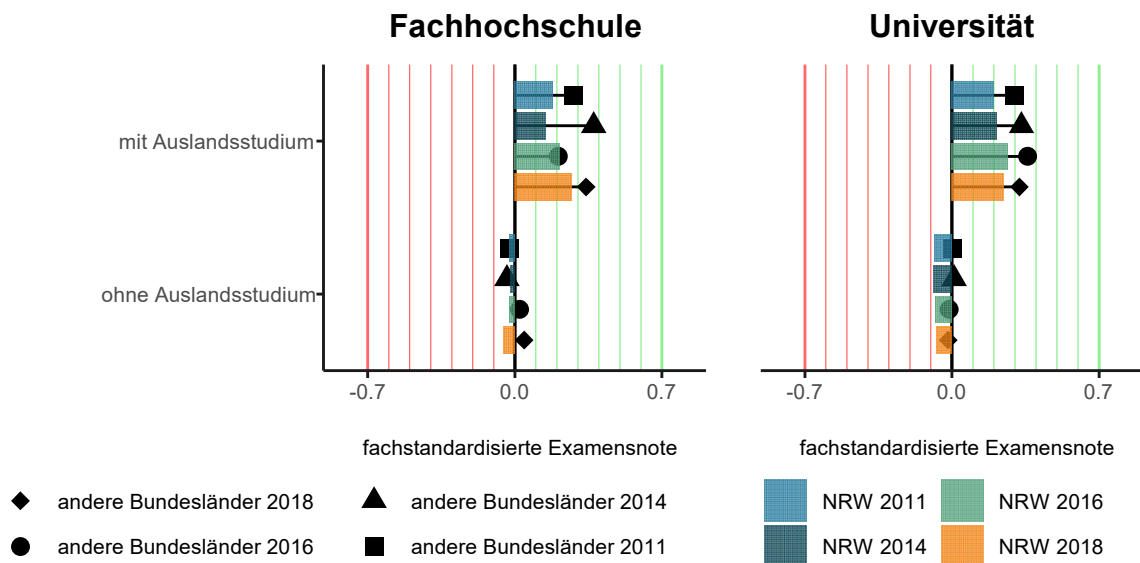 Fachhochschule
Universität
mit Auslandsstudium
ohne Auslandsstudium
-0.7 0.0 0.7
-0.7 0.0 0.7
fachstandardisierte Examensnote
fachstandardisierte Examensnote
andere Bundesländer 2018
andere Bundesländer 2014
andere Bundesländer 2016
andere Bundesländer 2011
NRW 2011
NRW 2016
NRW 2014
NRW 2018